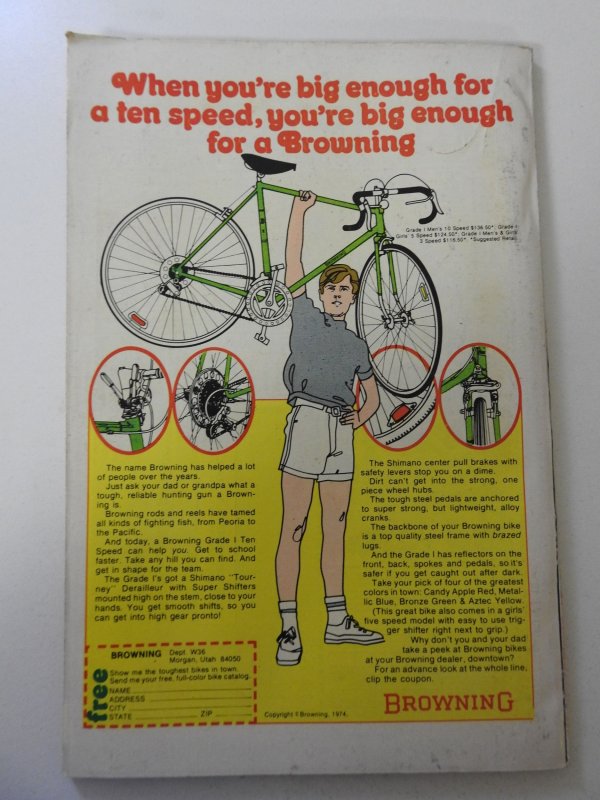 When you're big enough for
a ten speed, you're big enough
for a Browning
Grade I Men's 10 Speed $136.50*; Grade I
Girls' 5 Speed $124.00*; Grade I Men's & Girls'
3 Speed $116.50*. *Suggested Retail
The name Browning has helped a lot
of people over the years.
Just ask your dad or grandpa what a
tough, reliable hunting gun a Brown-
ing is.
Browning rods and reels have tamed
all kinds of fighting fish, from Peoria to
the Pacific.
And today, a Browning Grade I Ten
Speed can help you. Get to school
faster. Take any hill you can find. And
get in shape for the team.
The Grade I's got a Shimano "Tour-
ney" Derailleur with Super Shifters
mounted high on the stem, close to your
hands. You get smooth shifts, so you
can get into high gear pronto!
The Shimano center pull brakes with
safety levers stop you on a dime.
Dirt can't get into the strong, one
piece wheel hubs.
The tough steel pedals are anchored
to super strong, but lightweight, alloy
cranks.
The backbone of your Browning bike
is a top quality steel frame with brazed
lugs.
And the Grade I has reflectors on the
front, back, spokes and pedals, so it's
safer if you get caught out after dark.
Take your pick of four of the greatest
colors in town: Candy Apple Red, Metal-
lic Blue, Bronze Green & Aztec Yellow.
(This great bike also comes in a girls'
five speed model with easy to use trig-
ger shifter right next to grip.)
Why don't you and your dad
take a peek at Browning bikes
at your Browning dealer, downtown?
For an advance look at the whole line,
clip the coupon.
BROWNING Dept. W36
Morgan, Utah 84050
free
Show me the toughest bikes in town.
Send me your free, full-color bike catalog.
NAME
ADDRESS
CITY
STATE ZIP
Copyright © Browning, 1974.
BROWNING